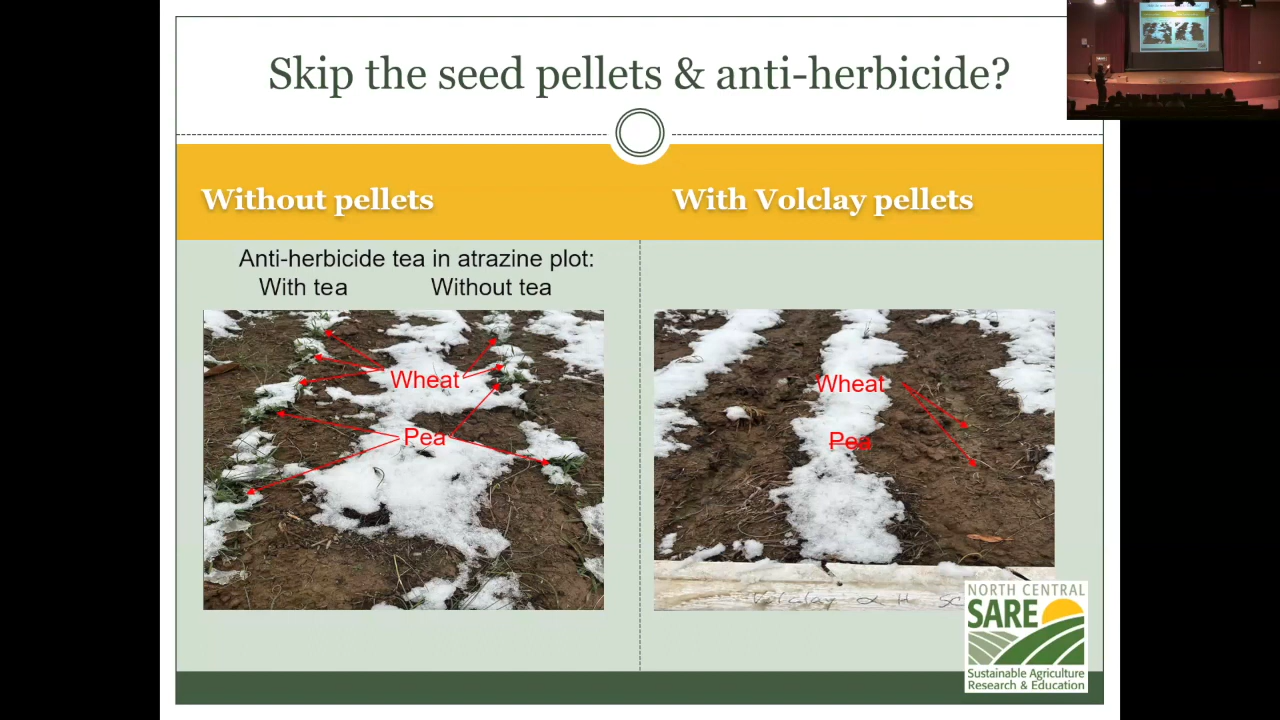 Skip the seed pellets & anti-herbicide?
Without pellets
With Volclay pellets
Anti-herbicide tea in atrazine plot:
With tea
Without tea
Wheat
Pea
Wheat
Pea
Volclay
NORTH CENTRAL
SARE
Sustainable Agriculture
Research & Education